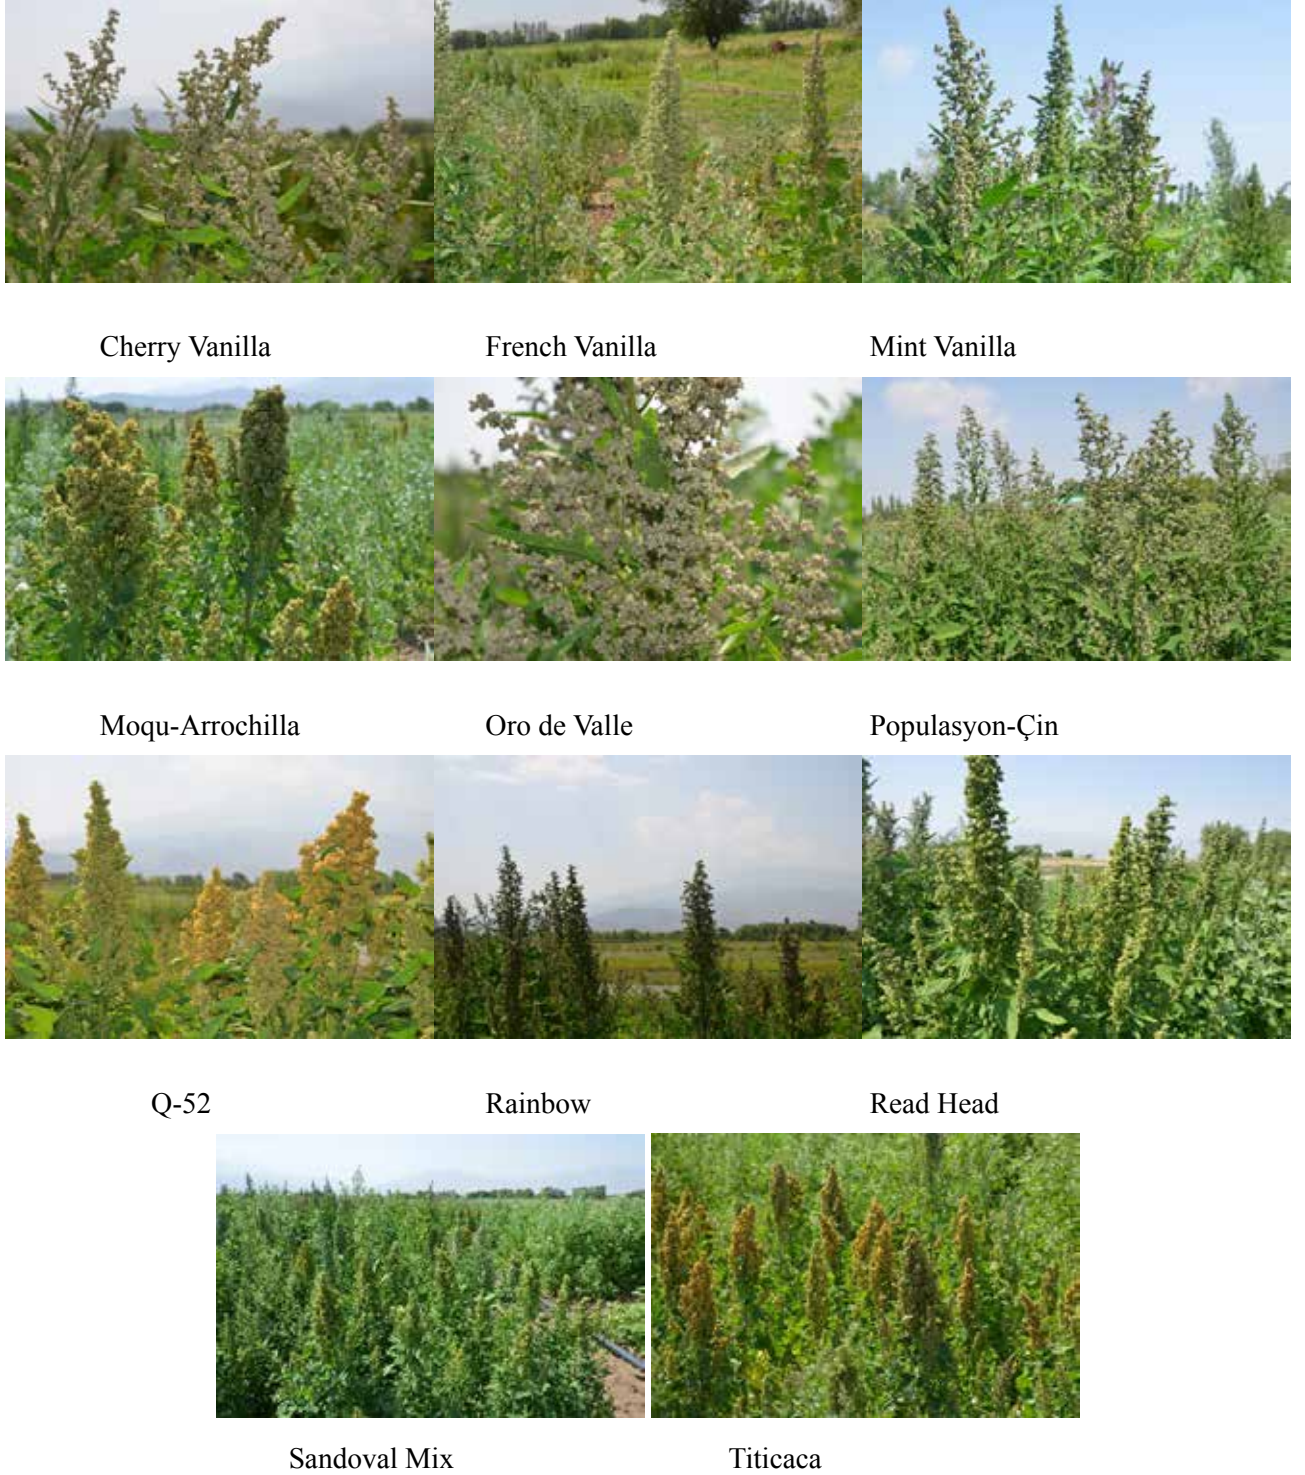 Cherry Vanilla French Vanilla Mint Vanilla
Moqu-Arrochilla Oro de Valle Populasyon-Çin
Q-52 Rainbow Read Head
Sandoval Mix Titicaca